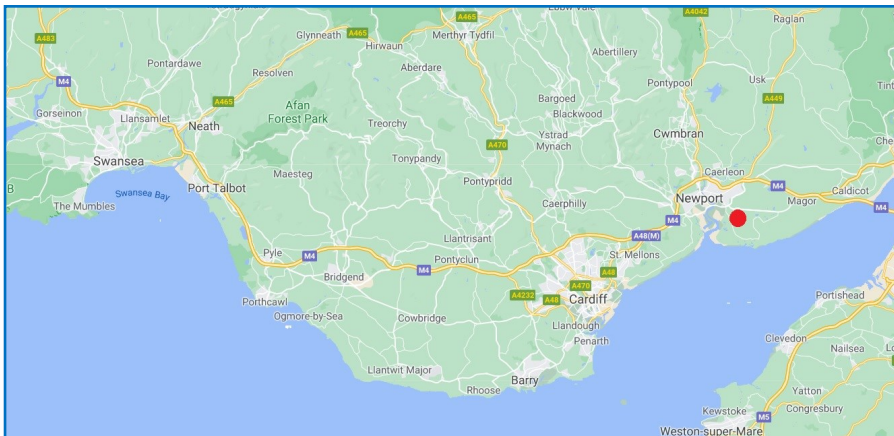 A465
Ebbw Vale
A4042
Raglan
A483
Glynneath
A465
Hirwaun
Merthyr Tydfil
Pontardawe
Resolven
Aberdare
Abertillery
Usk
Pontypool
M4
A465
Afan
Forest Park
Treorchy
Bargoed
Blackwood
A449
Gorseinon
Llansamlet
Neath
Ystrad
Mynach
Cwmbran
A470
Swansea
Tonypandy
Maesteg
Port Talbot
Pontypridd
Caerleon
M4
Caldicot
Swansea Bay
The Mumbles
Caerphilly
Newport
Magor
M4
M4
Llantrisant
A48(M)
Pyle
M4
Pontyclun
St. Mellons
M4
Bridgend
A48
A470
Porthcawl
A4232
A48
Cardiff
Portishead
Ogmore-by-Sea
Cowbridge
Llandough
Penarth
Clevedon
Nailsea
Llantwit Major
Barry
Rhoose
Yatton
Kewstoke
Congresbury
M5
Weston-super-Mare